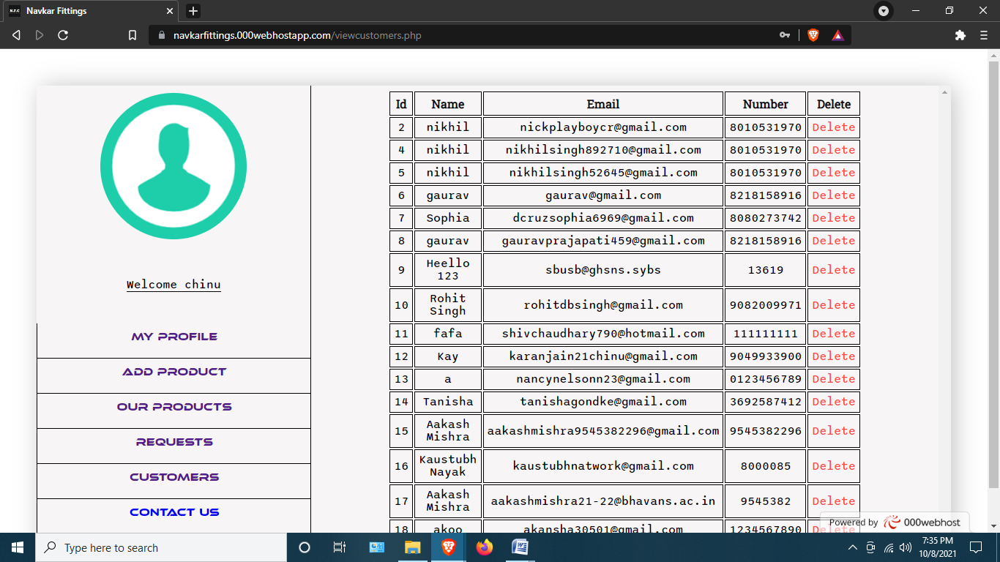 N.F.C Navkar Fittings
navkarfittings.000webhostapp.com/viewcustomers.php
Welcome chinu
MY PROFILE
ADD PRODUCT
OUR PRODUCTS
REQUESTS
CUSTOMERS
CONTACT US
Id Name Email Number Delete
2 nikhil nickplayboycr@gmail.com 8010531970 Delete
4 nikhil nikhilsingh892710@gmail.com 8010531970 Delete
5 nikhil nikhilsingh52645@gmail.com 8010531970 Delete
6 gaurav gaurav@gmail.com 8218158916 Delete
7 Sophia dcruzsophia6969@gmail.com 8080273742 Delete
8 gaurav gauravprajapati459@gmail.com 8218158916 Delete
9 Heello 123 sbusb@ghsns.sybs 13619 Delete
10 Rohit Singh rohitdbsingh@gmail.com 9082009971 Delete
11 fafa shivchaudhary790@hotmail.com 111111111 Delete
12 Kay karanjain21chinu@gmail.com 9049933900 Delete
13 a nancynelsonn23@gmail.com 0123456789 Delete
14 Tanisha tanishagondke@gmail.com 3692587412 Delete
15 Aakash Mishra aakashmishra9545382296@gmail.com 9545382296 Delete
16 Kaustubh Nayak kaustubhnatwork@gmail.com 8000085 Delete
17 Aakash Mishra aakashmishra21-22@bhavans.ac.in 9545382 Delete
18 akoo akansha30501@gmail.com 1234567890 Delete
Powered by 000webhost
Type here to search
7:35 PM
10/8/2021